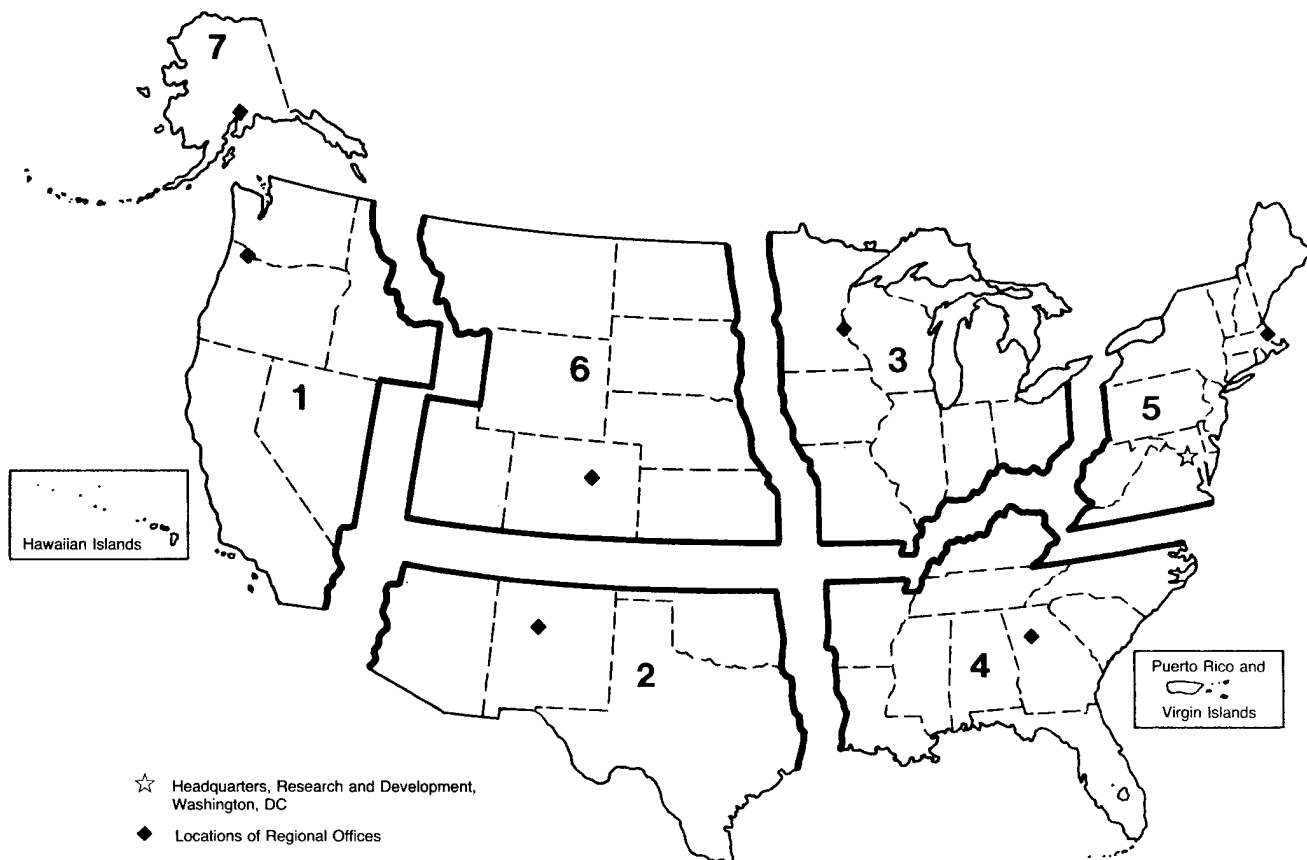 7
6
3
1
5
Hawaiian Islands
2
4
Puerto Rico and
Virgin Islands
Headquarters, Research and Development,
Washington, DC
Locations of Regional Offices